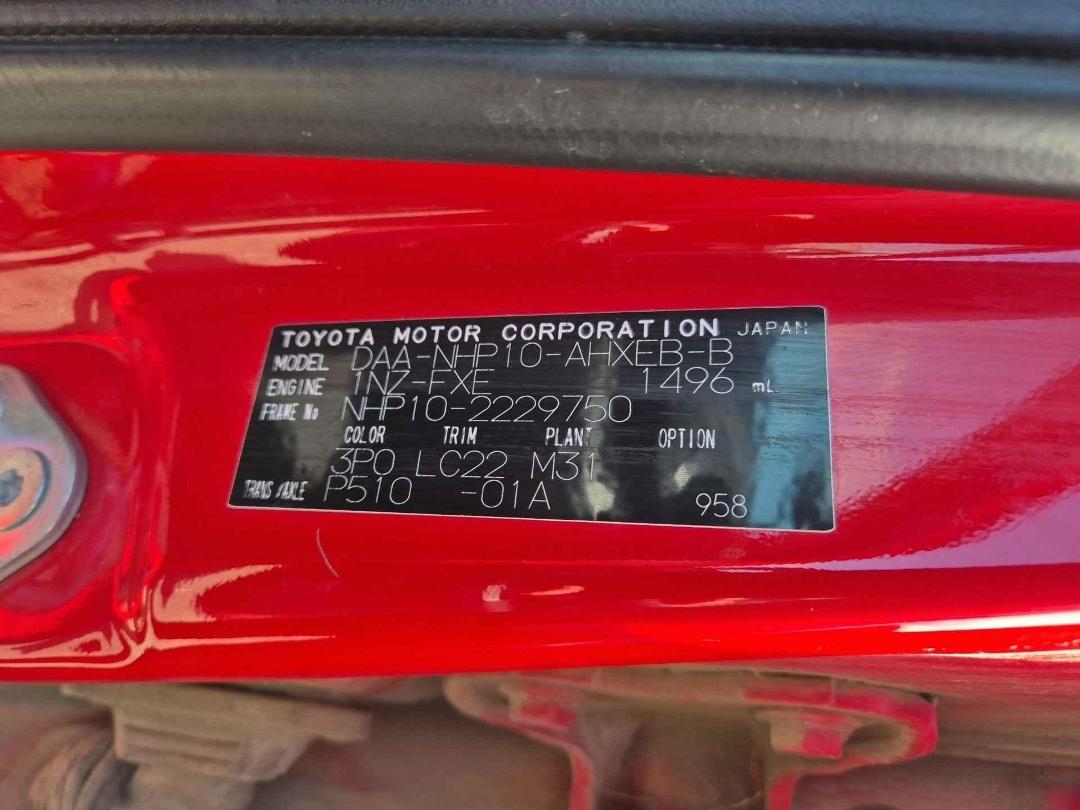 TOYOTA MOTOR CORPORATION JAPAN
MODEL DAA-NHP10-AHXEB-B
ENGINE 1NZ-FXE 1496 mL
FRAME No NHP10-2229750
COLOR TRIM PLANT OPTION
3P0 LC22 M31
TRANS/AXLE P510 -01A 958